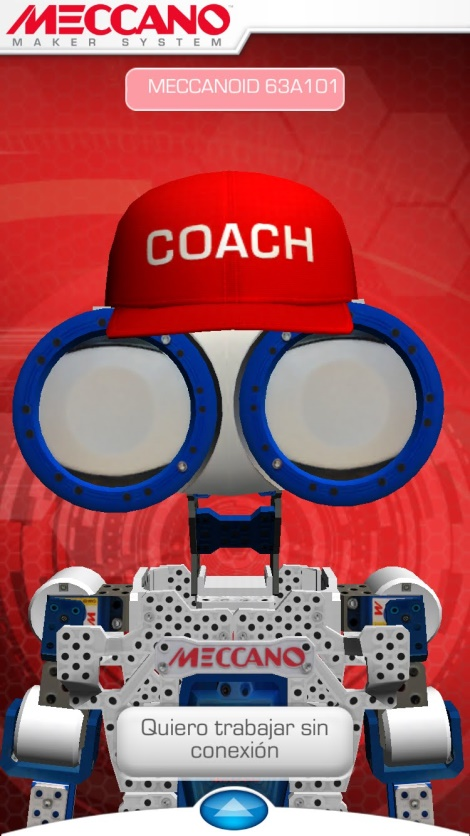 MECCANO
MAKER SYSTEM
MECCANOID 63A101
COACH
MECCANO
Quiero trabajar sin
conexión